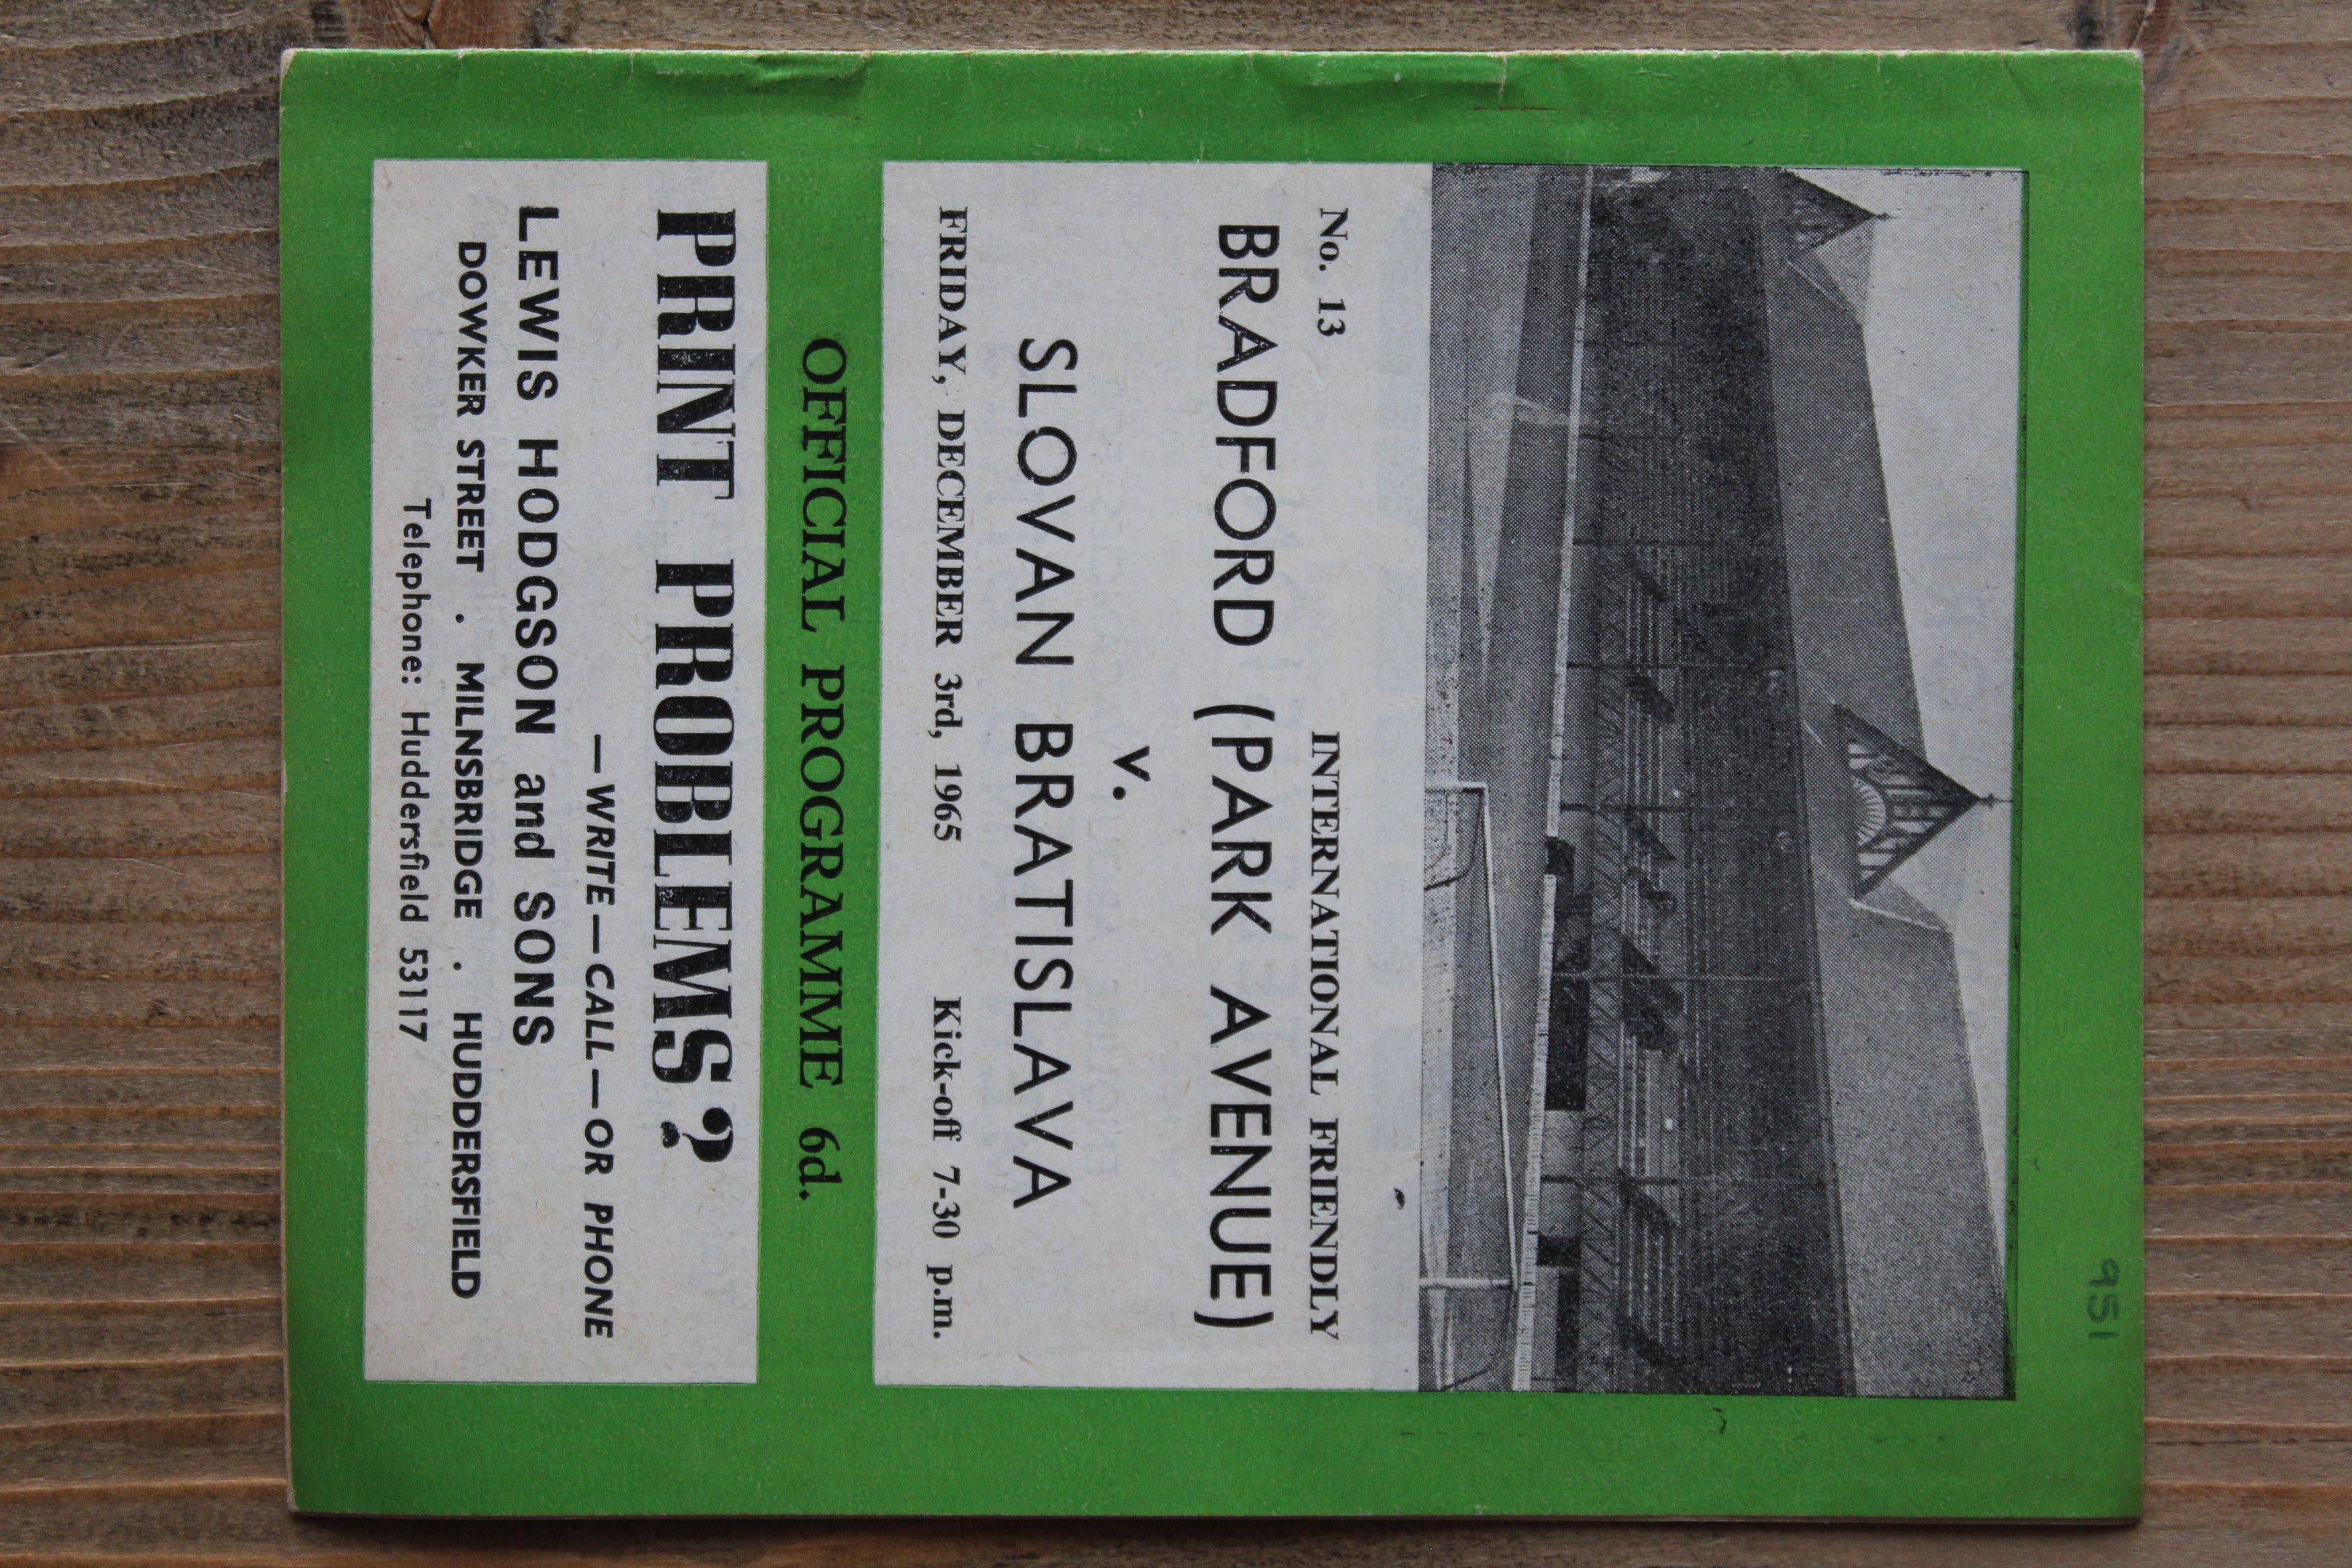 951
No. 13 INTERNATIONAL FRIENDLY
BRADFORD (PARK AVENUE)
v.
SLOVAN BRATISLAVA
FRIDAY, DECEMBER 3rd, 1965 Kick-off 7-30 p.m.
OFFICIAL PROGRAMME 6d.
PRINT PROBLEMS?
—WRITE—CALL—OR PHONE
LEWIS HODGSON and SONS
DOWKER STREET . MILNSBRIDGE . HUDDERSFIELD
Telephone: Huddersfield 53117